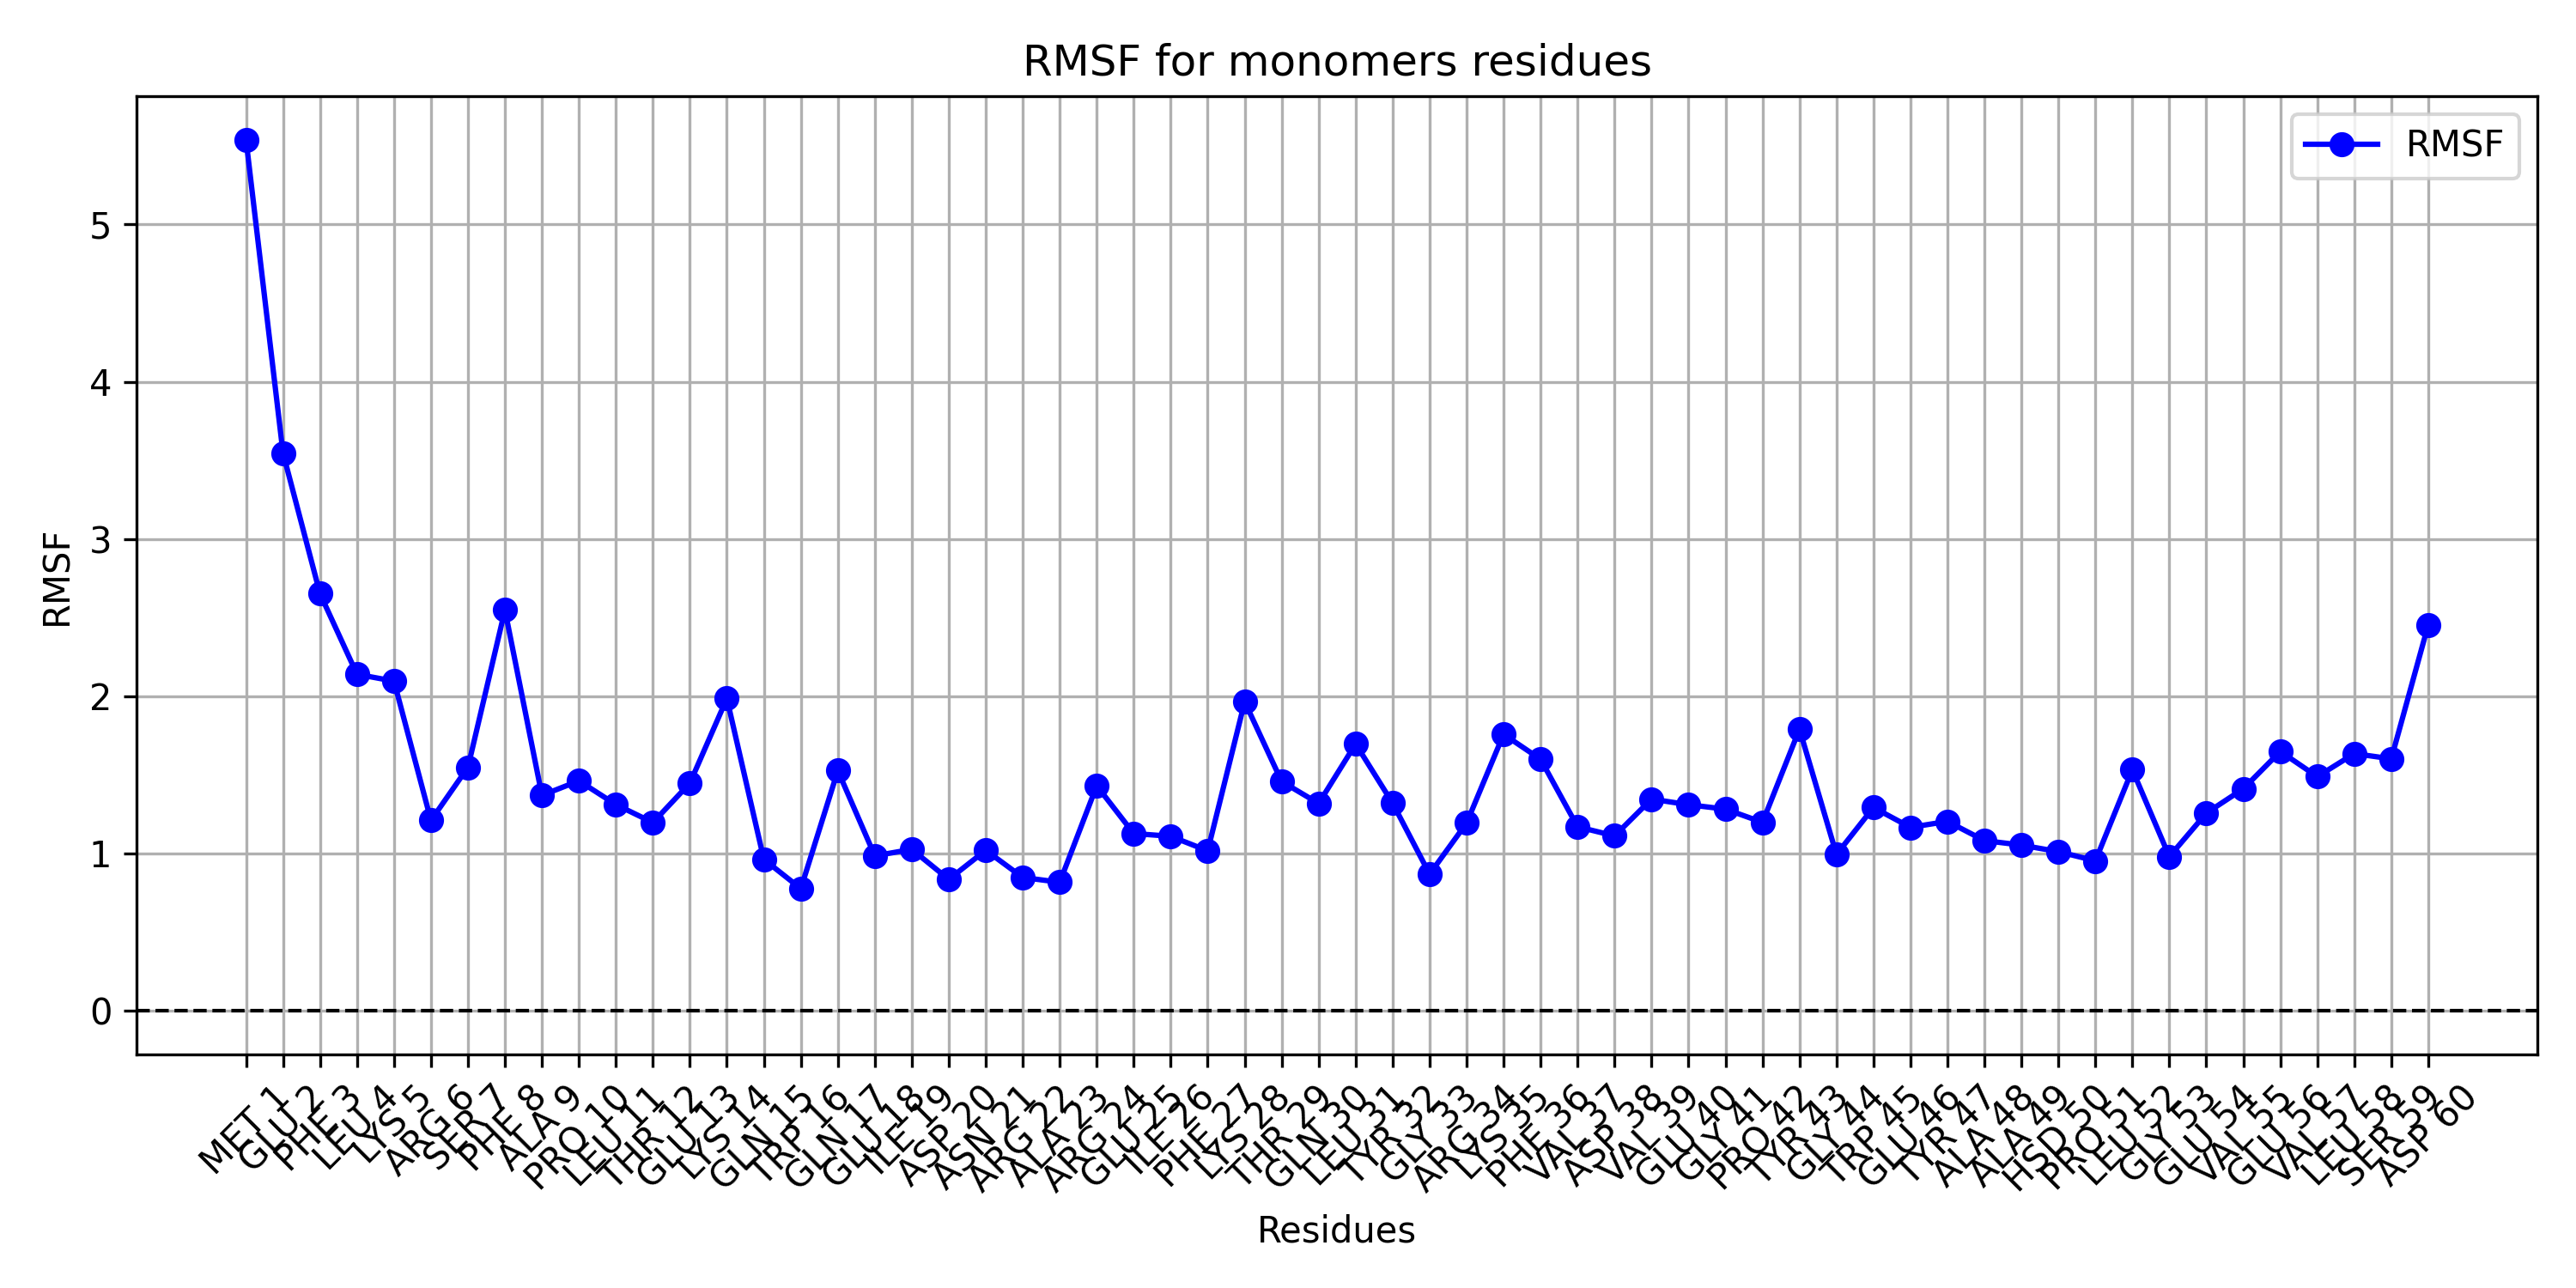 RMSF for monomers residues
RMSF
RMSF
5
4
3
2
1
0
MET 1
GLU 2
PHE 3
LEU 4
LYS 5
ARG 6
SER 7
PHE 8
ALA 9
PRO 10
LEU 11
THR 12
GLU 13
LYS 14
GLN 15
TRP 16
GLN 17
GLU 18
ILE 19
ASP 20
ASN 21
ARG 22
ALA 23
ARG 24
GLU 25
ILE 26
PHE 27
LYS 28
THR 29
GLN 30
LEU 31
TYR 32
GLY 33
ARG 34
LYS 35
PHE 36
VAL 37
ASP 38
VAL 39
GLU 40
GLY 41
PRO 42
TYR 43
GLY 44
TRP 45
GLU 46
TYR 47
ALA 48
ALA 49
HSD 50
PRO 51
LEU 52
GLY 53
GLU 54
VAL 55
GLU 56
VAL 57
LEU 58
SER 59
ASP 60
Residues